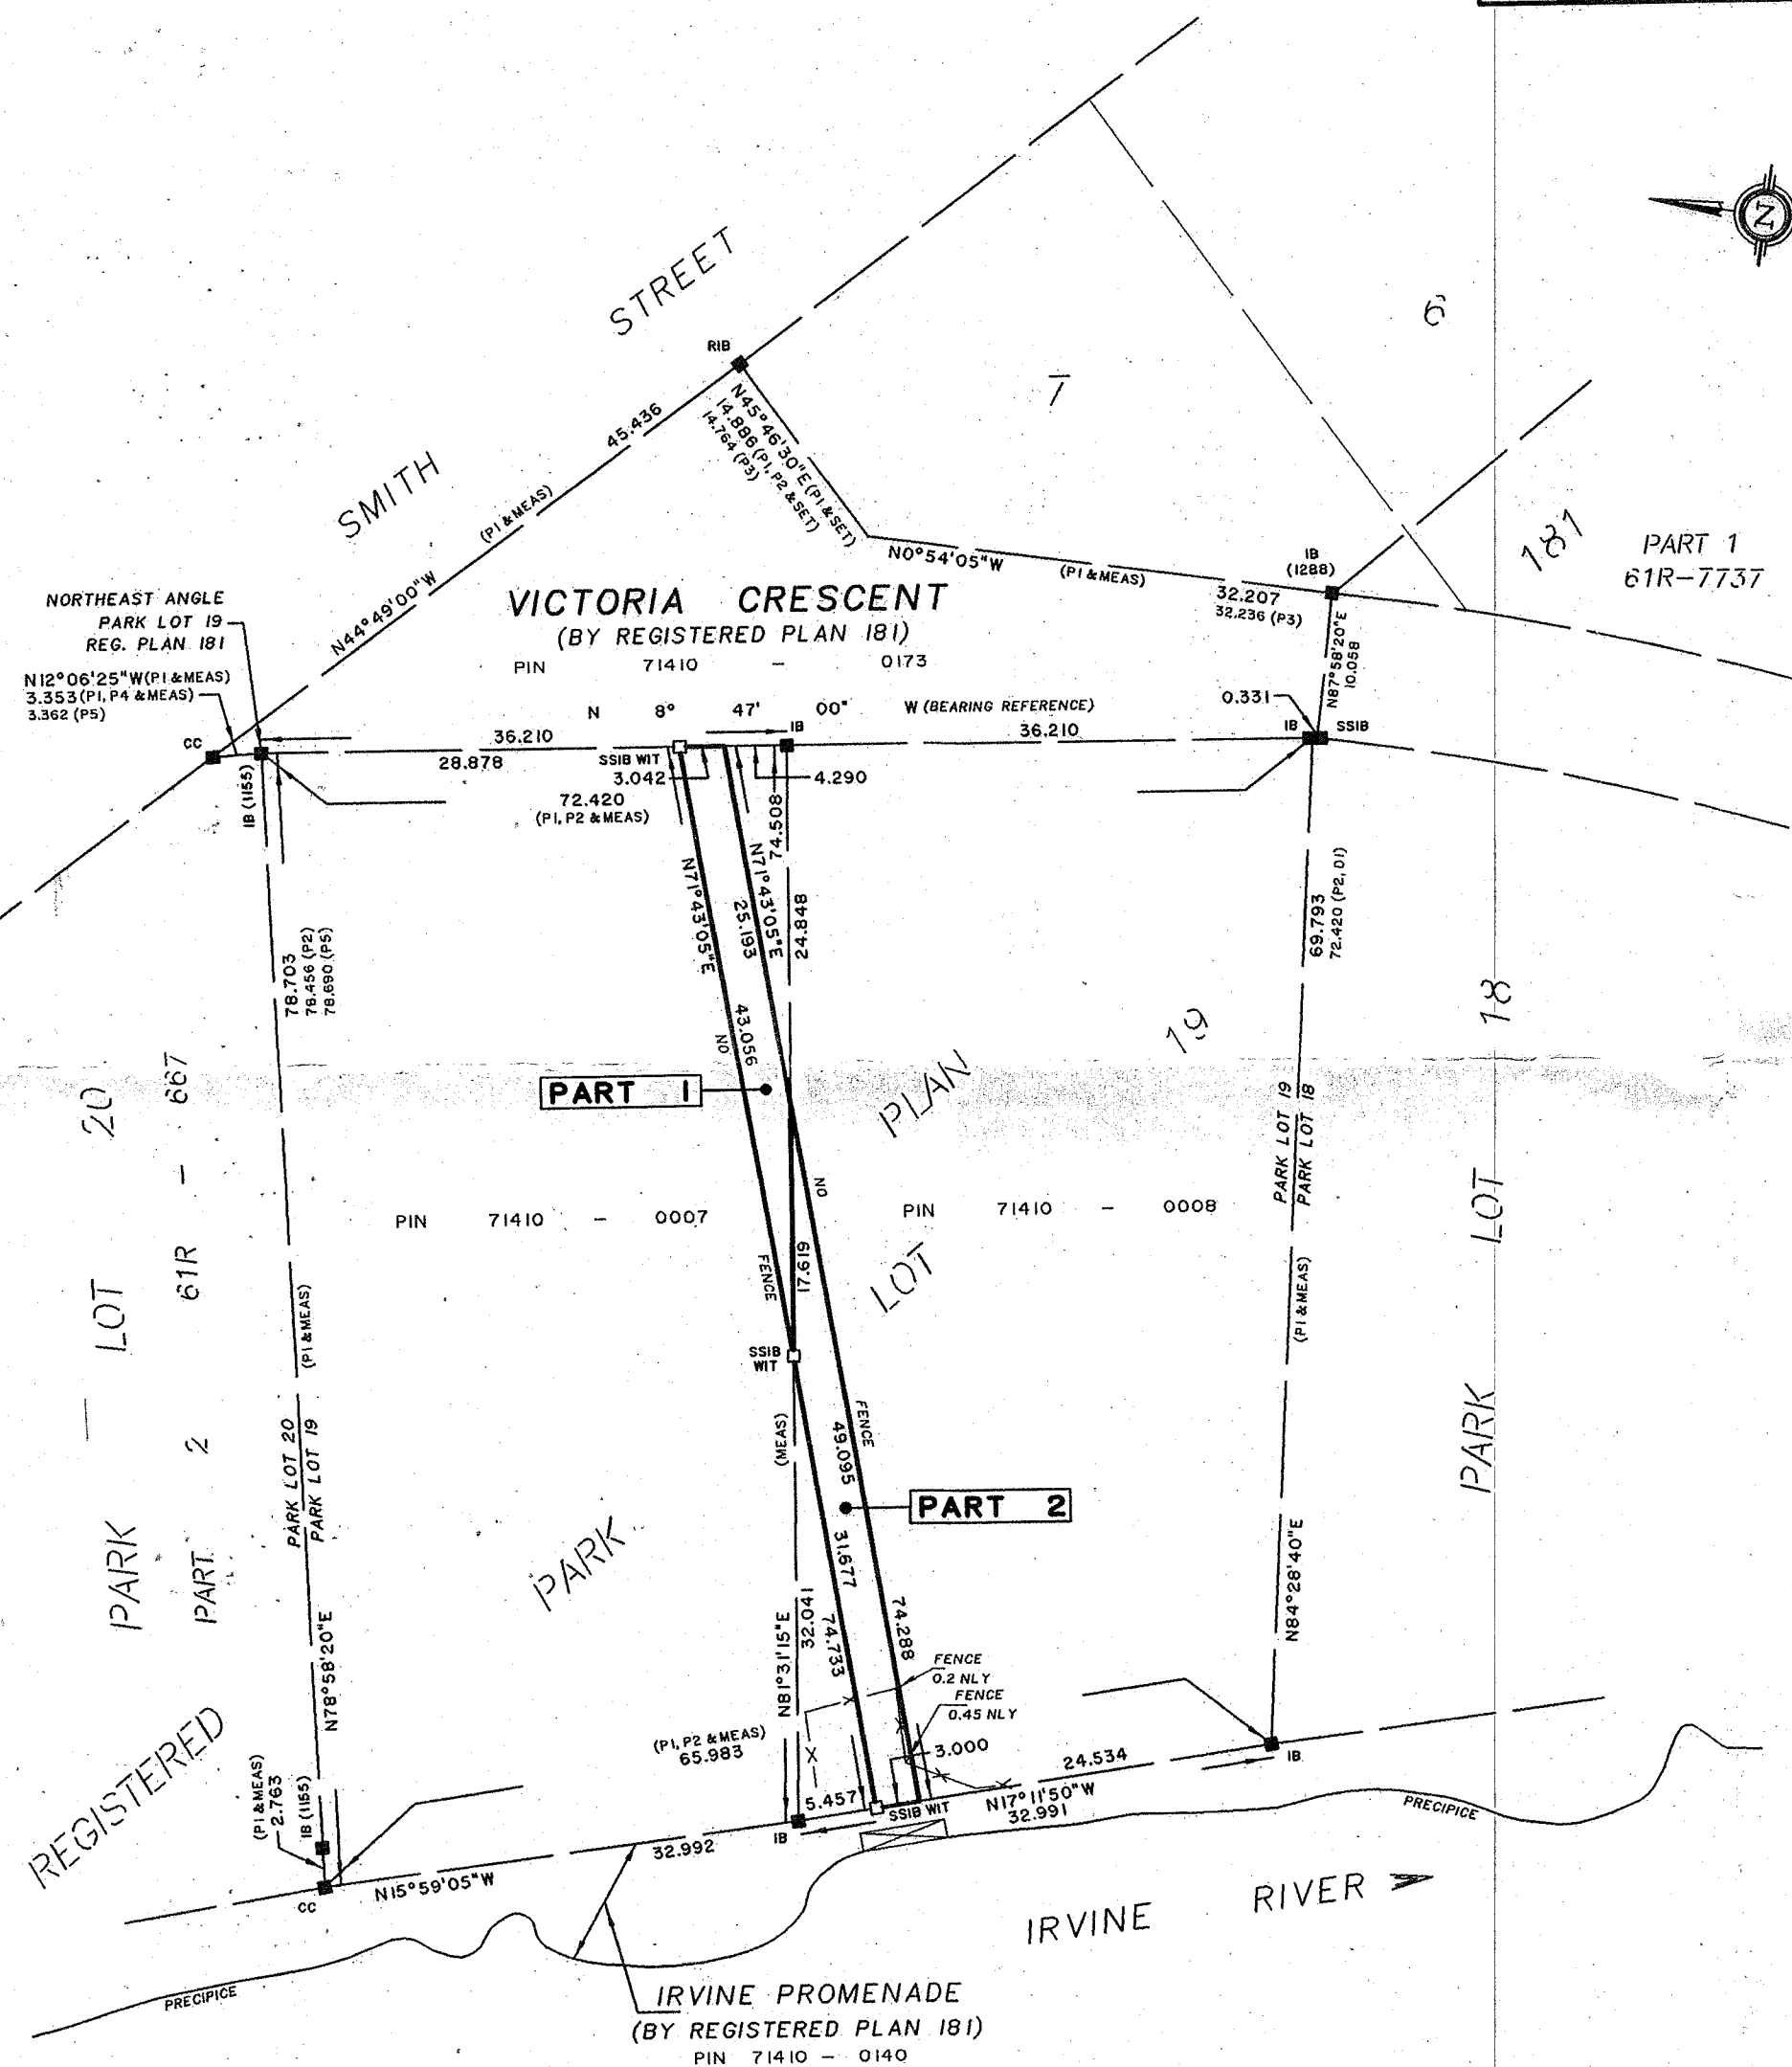 N
STREET
6
7
RIB
N45°46'30"E (P1 & SET)
14.886 (P1, P2 & SET)
14.764 (P3)
45.436
(P1 & MEAS)
SMITH
N44°49'00"W
N0°54'05"W
(P1 & MEAS)
IB
(1288)
32.207
32.236 (P3)
181
PART 1
61R-7737
NORTHEAST ANGLE
PARK LOT 19
REG. PLAN 181
N12°06'25"W(P1 & MEAS)
3.353(P1, P4 & MEAS)
3.362 (P5)
VICTORIA CRESCENT
(BY REGISTERED PLAN 181)
PIN 71410 - 0173
N87°58'20"E
10.058
0.331
N 8° 47' 00" W (BEARING REFERENCE)
CC
36.210
IB
36.210
IB
SSIB
28.878
SSIB WIT
3.042
4.290
IB (1155)
72.420
(P1, P2 & MEAS)
74.508
N71°43'05"E
N71°43'05"E
25.193
24.848
69.793
72.420 (P2, D1)
78.703
78.456 (P2)
78.690 (P5)
43.056
NO
PART 1
PLAN
19
18
20
61R - 667
PARK LOT 19
PARK LOT 18
NO
PIN 71410 - 0007
PIN 71410 - 0008
LOT
FENCE
17.619
LOT
LOT
(P1 & MEAS)
(P1 & MEAS)
SSIB
WIT
(MEAS)
FENCE
49.095
PARK
PARK LOT 20
PARK LOT 19
PART 2
PART 2
31.677
PARK
PARK
N84°28'40"E
N78°58'20"E
N81°31'15"E
32.041
74.733
74.288
FENCE
0.2 NLY
FENCE
0.45 NLY
(P1, P2 & MEAS)
65.983
3.000
24.534
IB
REGISTERED
(P1 & MEAS)
2.763
IB (1155)
5.457
SSIB WIT
N17°11'50"W
32.991
IB
PRECIPICE
32.992
N15°59'05"W
CC
IRVINE RIVER
PRECIPICE
IRVINE PROMENADE
(BY REGISTERED PLAN 181)
PIN 71410 - 0140